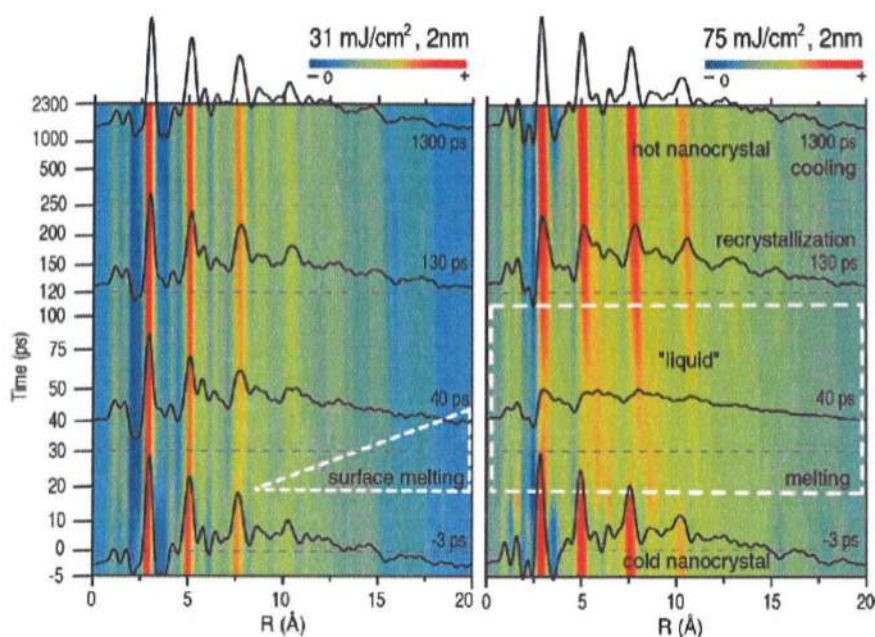 31 mJ/cm², 2nm
75 mJ/cm², 2nm
− 0 +
− 0 +
2300
1000
500
250
200
150
120
100
75
50
40
30
20
10
0
-5
Time (ps)
1300 ps
130 ps
40 ps
surface melting
-3 ps
0 5 10 15 20
R (Å)
hot nanocrystal
1300 ps
cooling
recrystallization
130 ps
"liquid"
40 ps
melting
-3 ps
cold nanocrystal
0 5 10 15 20
R (Å)